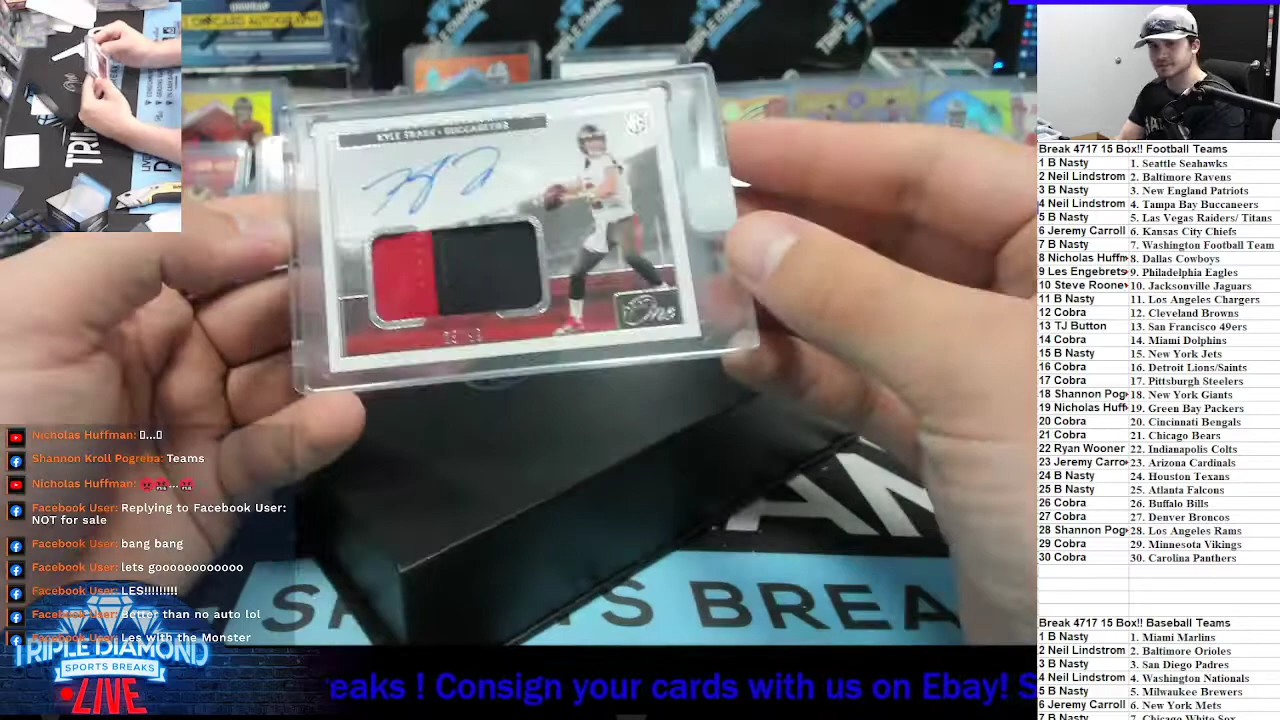 ON CARD AUTOGRAPH
TRIPLE DIAMOND
TRIPLE DIAMOND
KYLE TRASK - BUCCANEERS
One
SPORTS BREAKS
Nicholas Huffman: ...
Shannon Kroll Pogreba: Teams
Nicholas Huffman: 😡...😡
Facebook User: Replying to Facebook User:
NOT for sale
Facebook User: bang bang
Facebook User: lets gooooooooooo
Facebook User: LES!!!!!!!!!
Facebook User: Better than no auto lol
Facebook User: Les with the Monster
TRIPLE DIAMOND
SPORTS BREAKS
LIVE
eaks ! Consign your cards with us on Ebay! S
Break 4717 15 Box!! Football Teams
1 B Nasty 1. Seattle Seahawks
2 Neil Lindstrom 2. Baltimore Ravens
3 B Nasty 3. New England Patriots
4 Neil Lindstrom 4. Tampa Bay Buccaneers
5 B Nasty 5. Las Vegas Raiders/ Titans
6 Jeremy Carroll 6. Kansas City Chiefs
7 B Nasty 7. Washington Football Team
8 Nicholas Huffm 8. Dallas Cowboys
9 Les Engelbrets 9. Philadelphia Eagles
10 Steve Roone 10. Jacksonville Jaguars
11 B Nasty 11. Los Angeles Chargers
12 Cobra 12. Cleveland Browns
13 TJ Button 13. San Francisco 49ers
14 Cobra 14. Miami Dolphins
15 B Nasty 15. New York Jets
16 Cobra 16. Detroit Lions/Saints
17 Cobra 17. Pittsburgh Steelers
18 Shannon Pog 18. New York Giants
19 Nicholas Huff 19. Green Bay Packers
20 Cobra 20. Cincinnati Bengals
21 Cobra 21. Chicago Bears
22 Ryan Wooner 22. Indianapolis Colts
23 Jeremy Carro 23. Arizona Cardinals
24 B Nasty 24. Houston Texans
25 B Nasty 25. Atlanta Falcons
26 Cobra 26. Buffalo Bills
27 Cobra 27. Denver Broncos
28 Shannon Pog 28. Los Angeles Rams
29 Cobra 29. Minnesota Vikings
30 Cobra 30. Carolina Panthers
Break 4717 15 Box!! Baseball Teams
1 B Nasty 1. Miami Marlins
2 Neil Lindstrom 2. Baltimore Orioles
3 B Nasty 3. San Diego Padres
4 Neil Lindstrom 4. Washington Nationals
5 B Nasty 5. Milwaukee Brewers
6 Jeremy Carroll 6. New York Mets